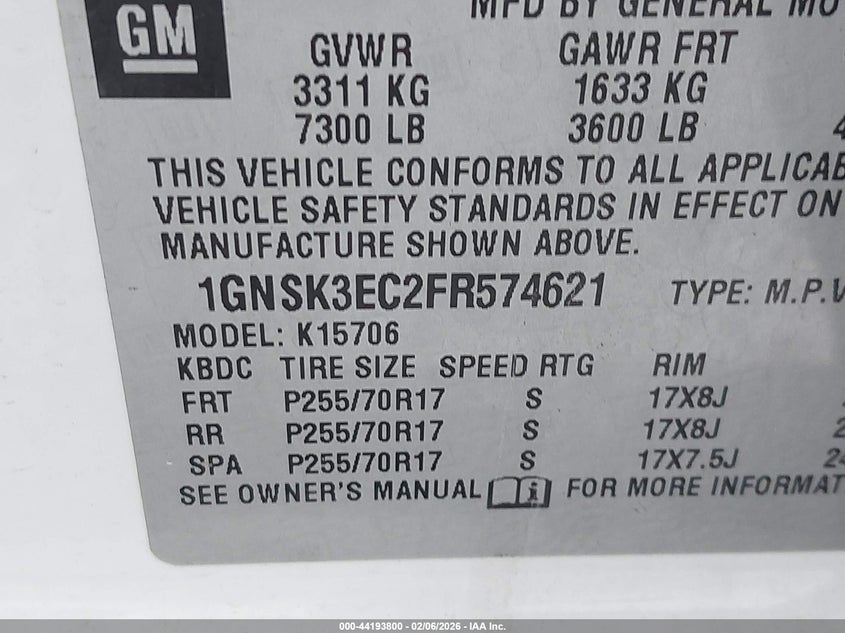 GM
MFD BY GENERAL MO
GVWR GAWR FRT
3311 KG 1633 KG
7300 LB 3600 LB 4
THIS VEHICLE CONFORMS TO ALL APPLICAB
VEHICLE SAFETY STANDARDS IN EFFECT ON
MANUFACTURE SHOWN ABOVE.
1GNSK3EC2FR574621 TYPE: M.P.V
MODEL: K15706
KBDC TIRE SIZE SPEED RTG RIM
FRT P255/70R17 S 17X8J
RR P255/70R17 S 17X8J 2
SPA P255/70R17 S 17X7.5J 24
SEE OWNER'S MANUAL i FOR MORE INFORMAT
000-44193800 - 02/06/2026 - IAA Inc.